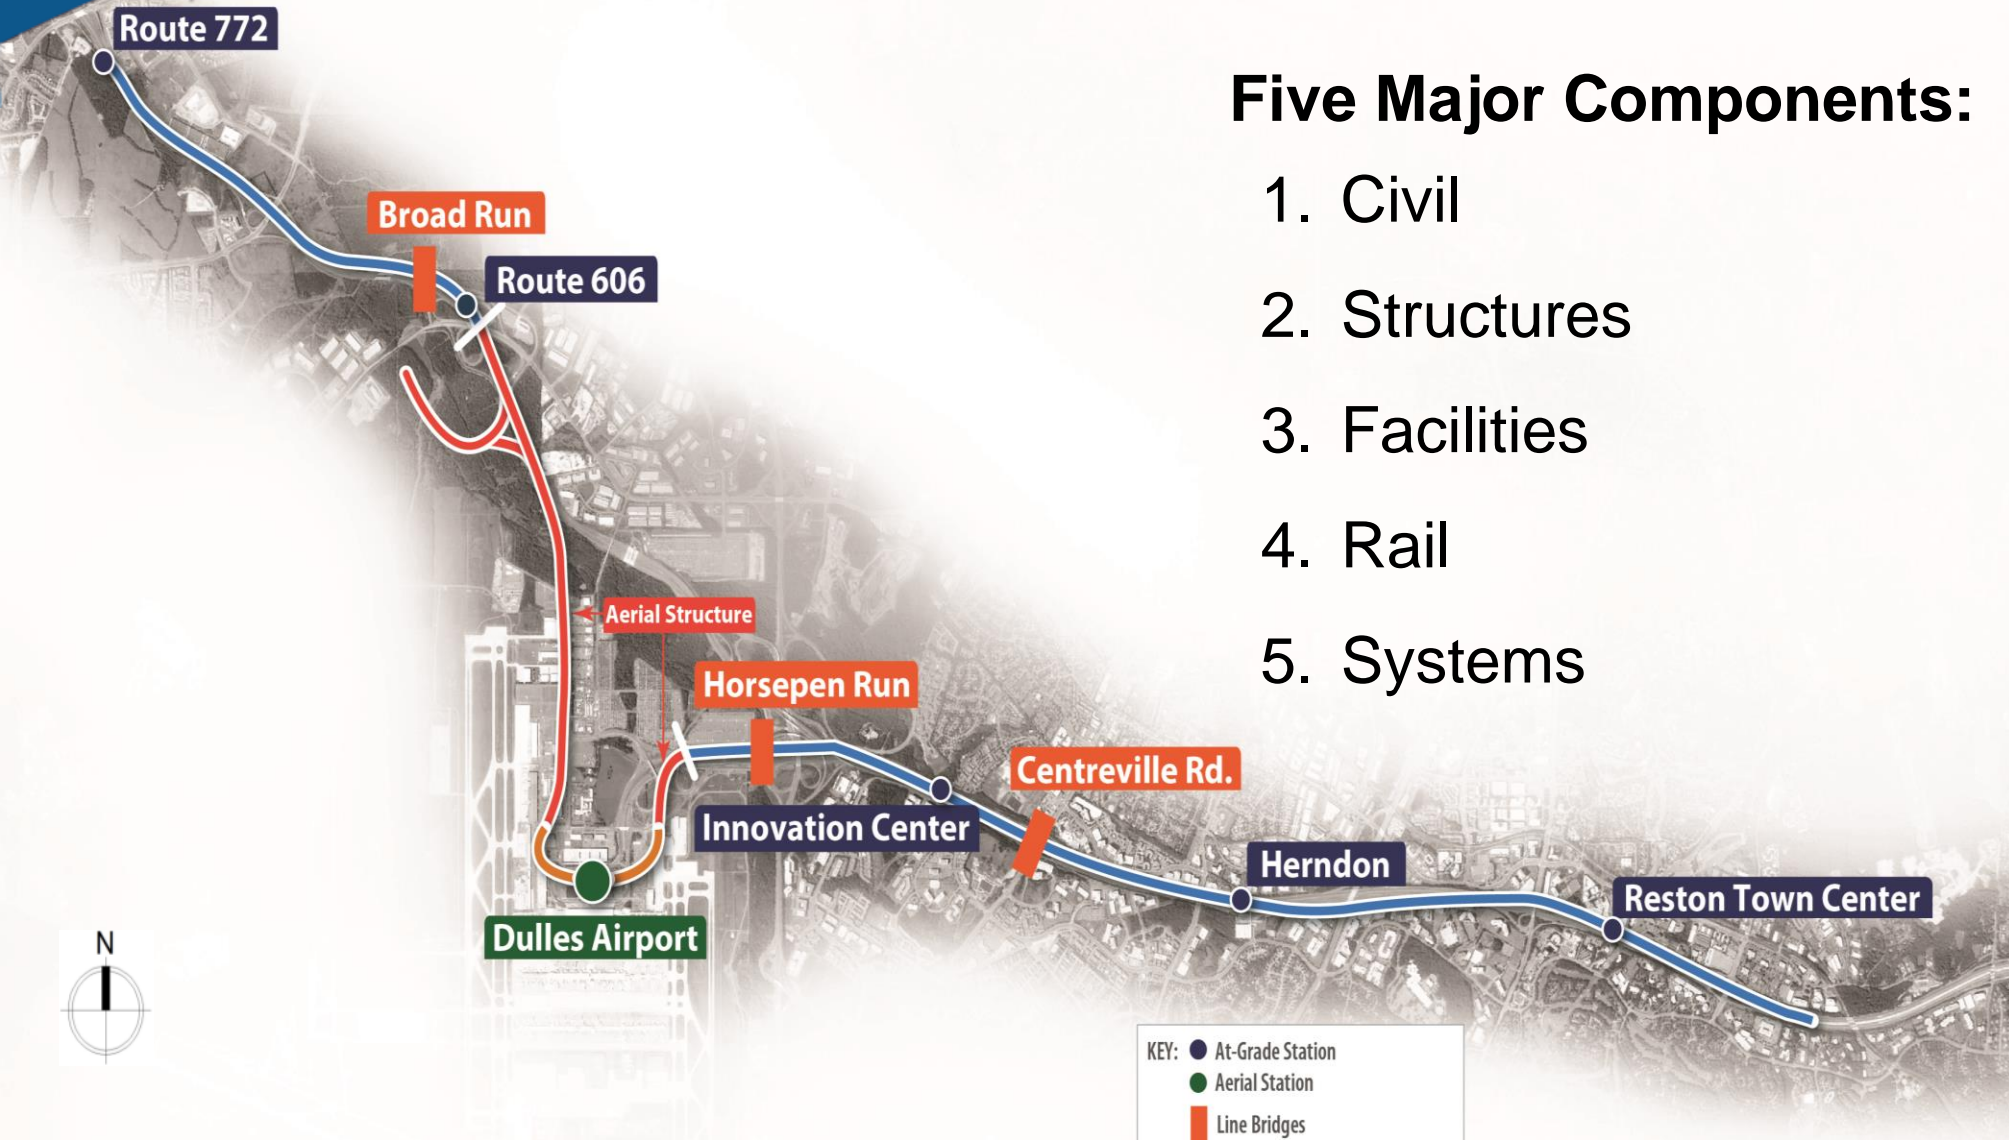 Route 772
Five Major Components:
1. Civil
Broad Run
Route 606
2. Structures
3. Facilities
4. Rail
Aerial Structure
5. Systems
Horsepen Run
Centreville Rd.
Innovation Center
Herndon
Reston Town Center
Dulles Airport
N
KEY:
At-Grade Station
Aerial Station
Line Bridges